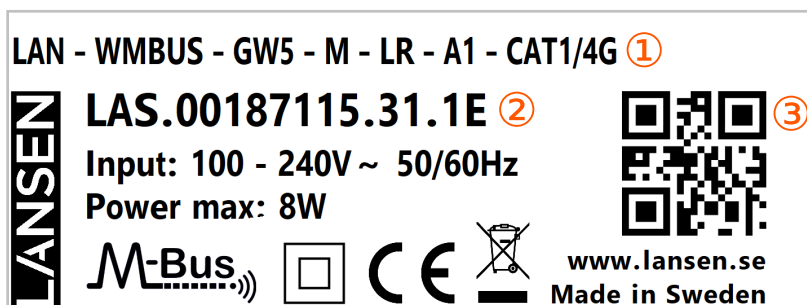 LAN - WMBUS - GW5 - M - LR - A1 - CAT1/4G ①
LANSEN
LAS.00187115.31.1E ②
③
Input: 100 - 240V~ 50/60Hz
Power max: 8W
M-Bus
CE
www.lansen.se
Made in Sweden